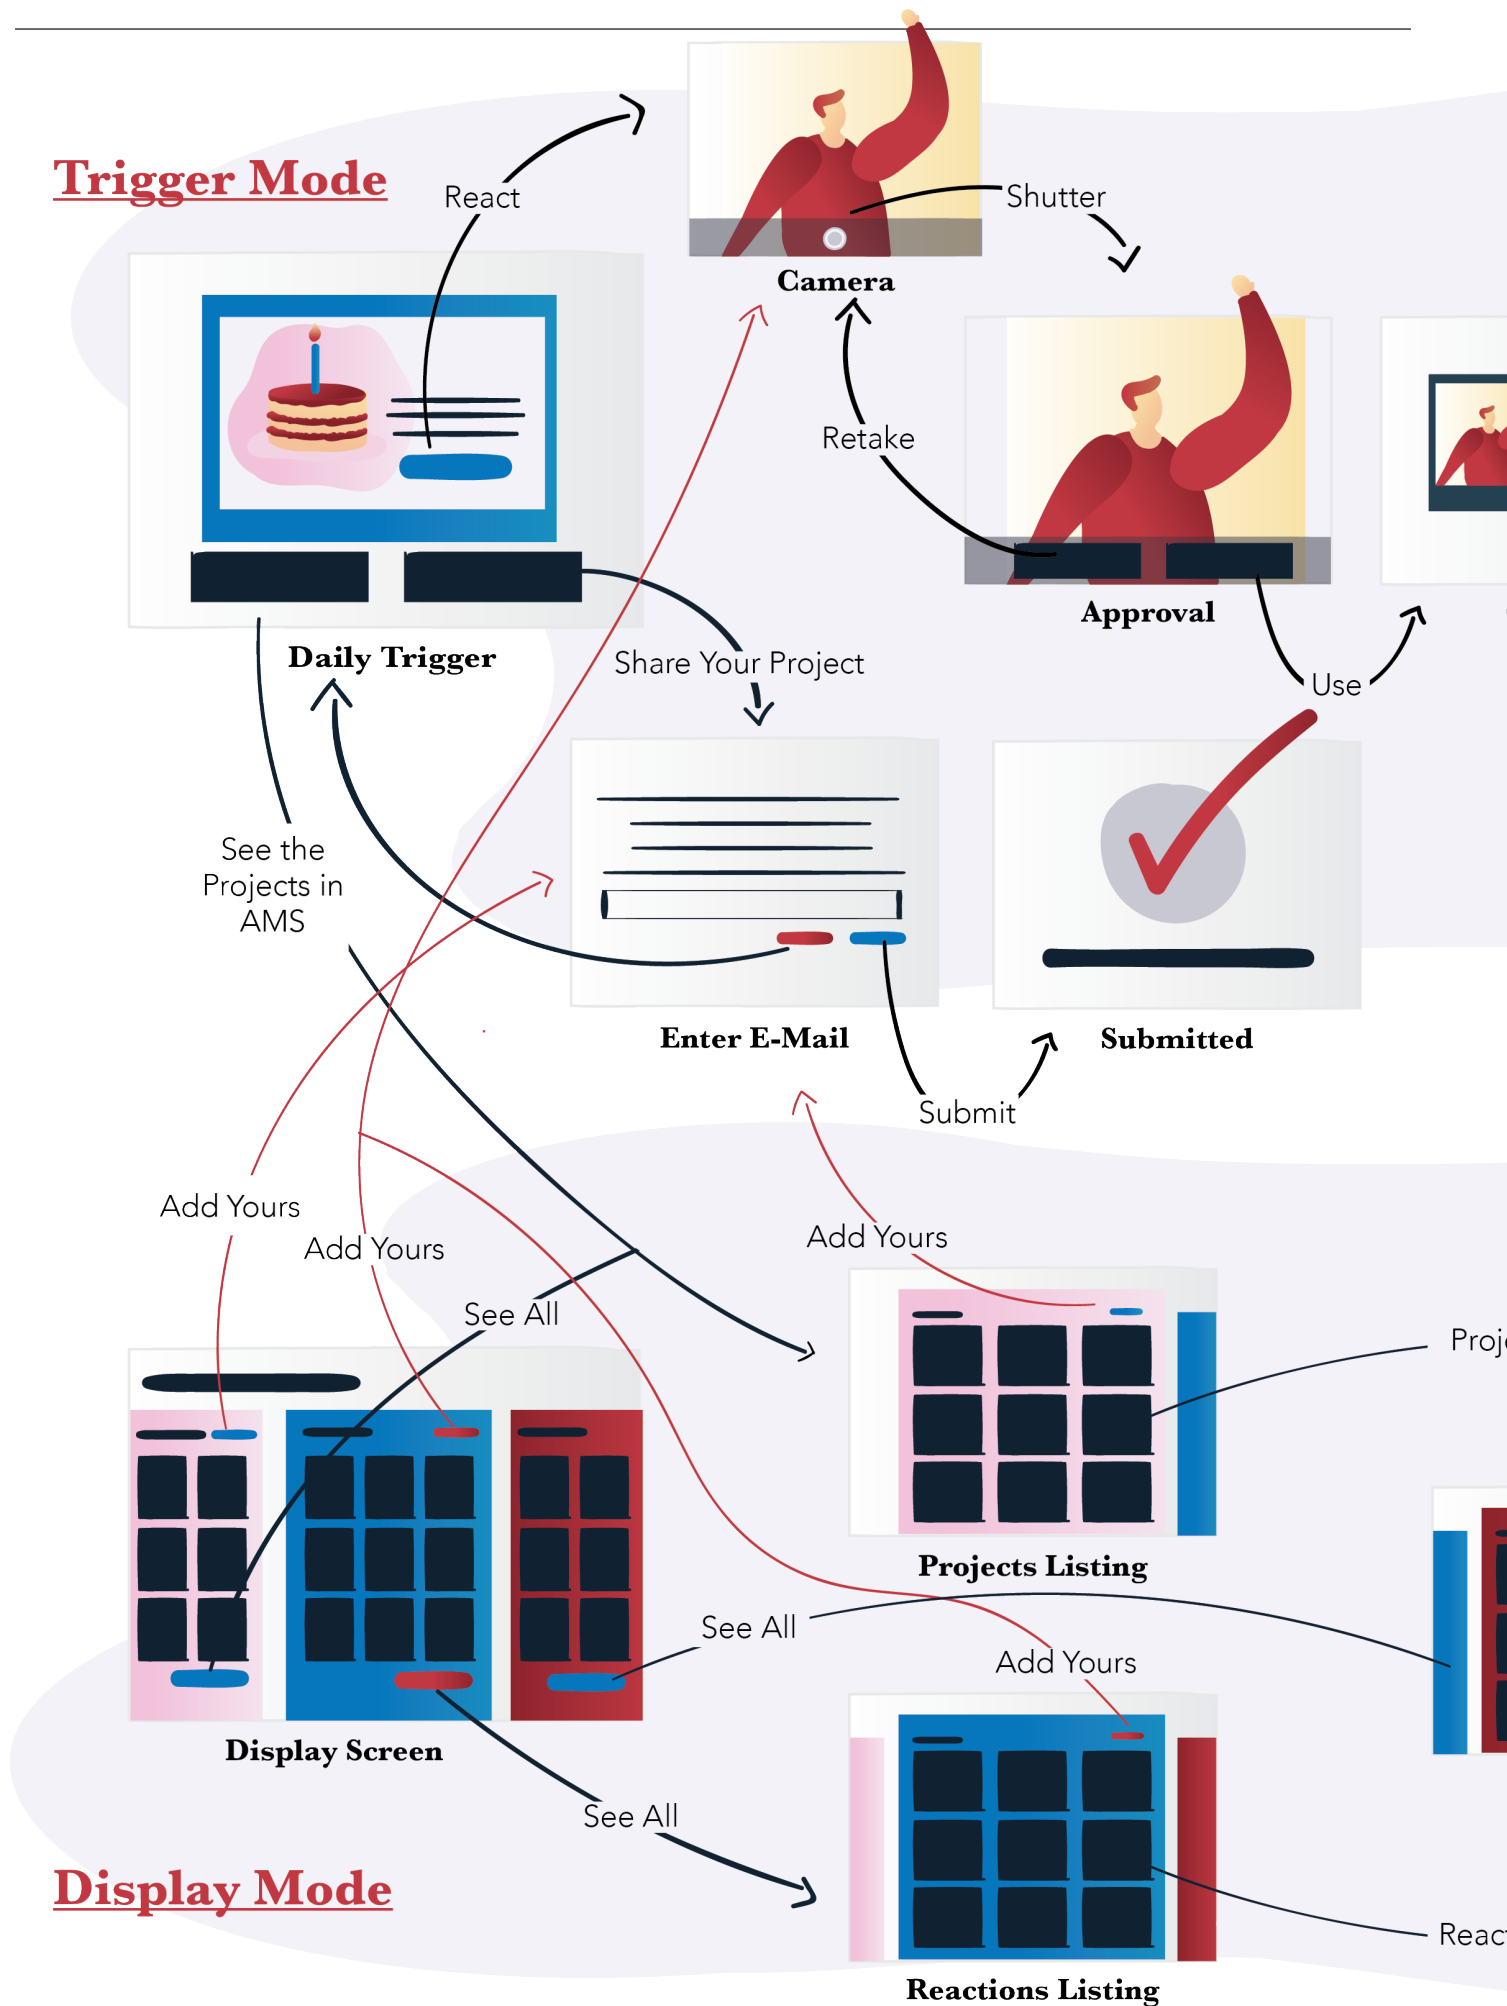 Trigger Mode
React
Shutter
Camera
Retake
Approval
Daily Trigger
Share Your Project
Use
See the
Projects in
AMS
Enter E-Mail
Submitted
Submit
Add Yours
Add Yours
Add Yours
See All
Projects Listing
See All
Add Yours
Display Screen
See All
Display Mode
Reactions Listing